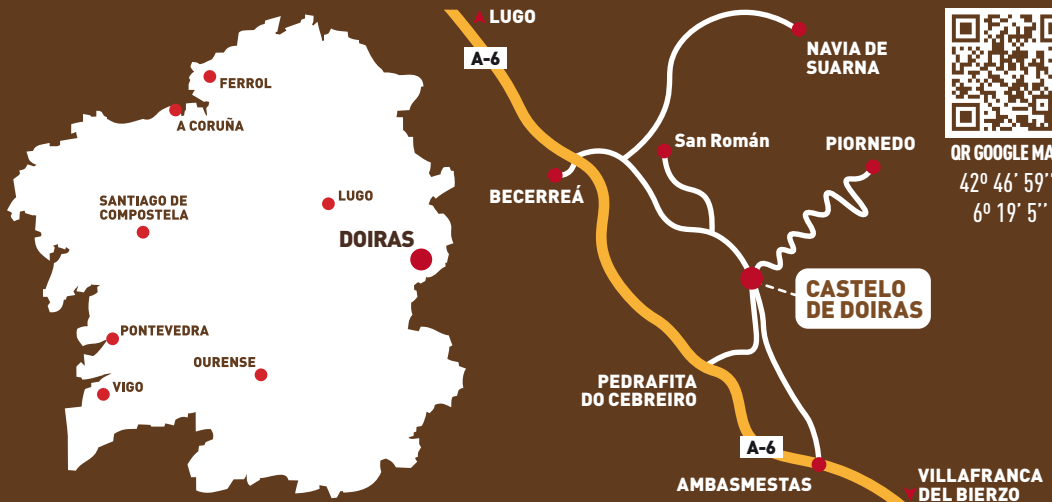 FERROL
A CORUÑA
SANTIAGO DE
COMPOSTELA
LUGO
DOIRAS
PONTEVEDRA
OURENSE
VIGO
LUGO
A-6
NAVIA DE
SUARNA
San Román
PIORNEDO
BECERREÁ
CASTELO
DE DOIRAS
PEDRAFITA
DO CEBREIRO
A-6
AMBASMESTAS
VILLAFRANCA
DEL BIERZO
QR GOOGLE MA
42º 46′ 59′′
6º 19′ 5′′